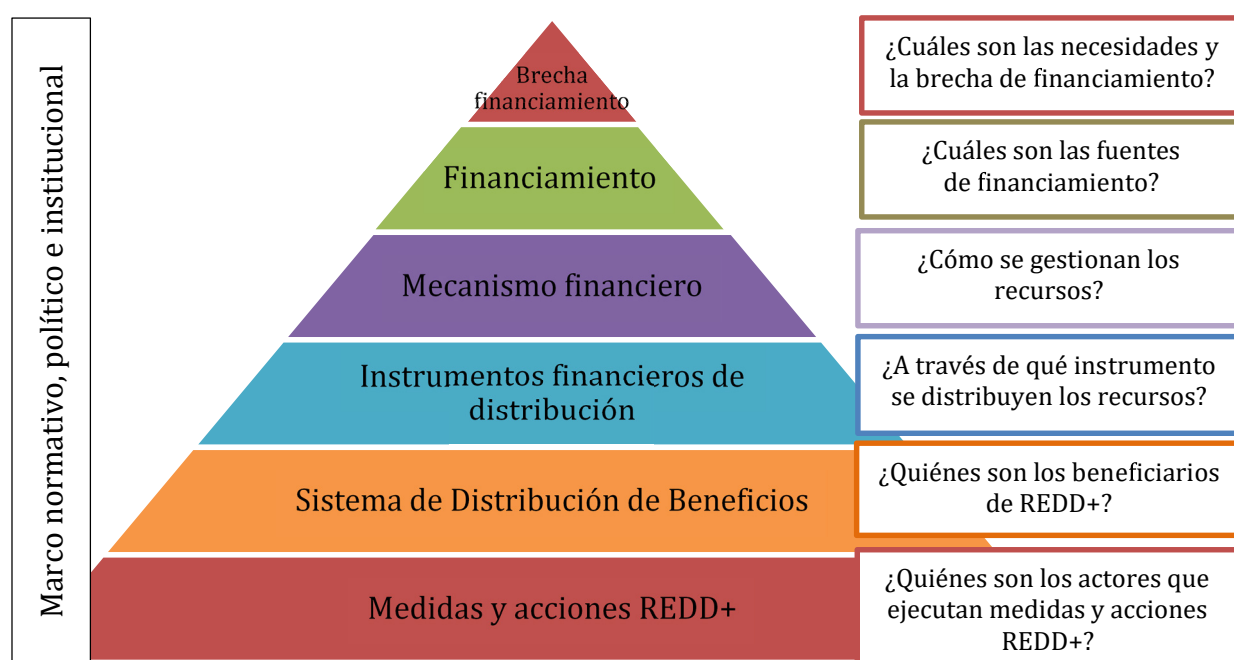 Marco normativo, político e institucional
Brecha
financiamiento
¿Cuáles son las necesidades y
la brecha de financiamiento?
Financiamiento
¿Cuáles son las fuentes
de financiamiento?
Mecanismo financiero
¿Cómo se gestionan los
recursos?
Instrumentos financieros de
distribución
¿A través de qué instrumento
se distribuyen los recursos?
Sistema de Distribución de Beneficios
¿Quiénes son los beneficiarios
de REDD+?
Medidas y acciones REDD+
¿Quiénes son los actores que
ejecutan medidas y acciones
REDD+?